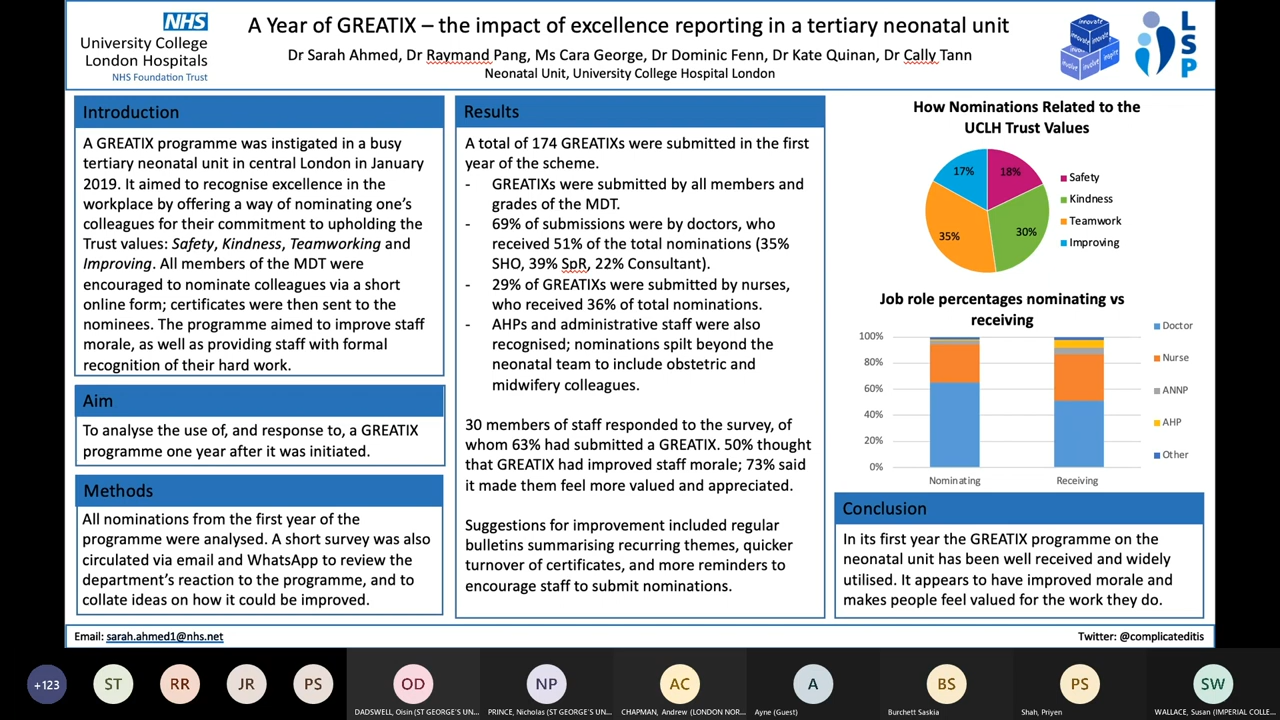 NHS
University College
London Hospitals
NHS Foundation Trust
A Year of GREATIX – the impact of excellence reporting in a tertiary neonatal unit
Dr Sarah Ahmed, Dr Raymand Pang, Ms Cara George, Dr Dominic Fenn, Dr Kate Quinan, Dr Cally Tann
Neonatal Unit, University College Hospital London
innovate
LSP
Introduction
A GREATIX programme was instigated in a busy
tertiary neonatal unit in central London in January
2019. It aimed to recognise excellence in the
workplace by offering a way of nominating one's
colleagues for their commitment to upholding the
Trust values: Safety, Kindness, Teamworking and
Improving. All members of the MDT were
encouraged to nominate colleagues via a short
online form; certificates were then sent to the
nominees. The programme aimed to improve staff
morale, as well as providing staff with formal
recognition of their hard work.
Aim
To analyse the use of, and response to, a GREATIX
programme one year after it was initiated.
Methods
All nominations from the first year of the
programme were analysed. A short survey was also
circulated via email and WhatsApp to review the
department's reaction to the programme, and to
collate ideas on how it could be improved.
Results
A total of 174 GREATIXs were submitted in the first
year of the scheme.
- GREATIXs were submitted by all members and
grades of the MDT.
- 69% of submissions were by doctors, who
received 51% of the total nominations (35%
SHO, 39% SpR, 22% Consultant).
- 29% of GREATIXs were submitted by nurses,
who received 36% of total nominations.
- AHPs and administrative staff were also
recognised; nominations spilt beyond the
neonatal team to include obstetric and
midwifery colleagues.
30 members of staff responded to the survey, of
whom 63% had submitted a GREATIX. 50% thought
that GREATIX had improved staff morale; 73% said
it made them feel more valued and appreciated.
Suggestions for improvement included regular
bulletins summarising recurring themes, quicker
turnover of certificates, and more reminders to
encourage staff to submit nominations.
How Nominations Related to the
UCLH Trust Values
17%
18%
35%
30%
Safety
Kindness
Teamwork
Improving
Job role percentages nominating vs
receiving
100%
80%
60%
40%
20%
0%
Nominating
Receiving
Doctor
Nurse
ANNP
AHP
Other
Conclusion
In its first year the GREATIX programme on the
neonatal unit has been well received and widely
utilised. It appears to have improved morale and
makes people feel valued for the work they do.
Email: sarah.ahmed1@nhs.net
Twitter: @complicateditis
+123
ST
RR
JR
PS
OD
NP
AC
A
BS
PS
SW
DADSWELL, Oisin (ST GEORGE'S UN...
PRINCE, Nicholas (ST GEORGE'S UN...
CHAPMAN, Andrew (LONDON NOR...
Ayne (Guest)
Burchett Saskia
Shah, Priyen
WALLACE, Susan (IMPERIAL COLLE...